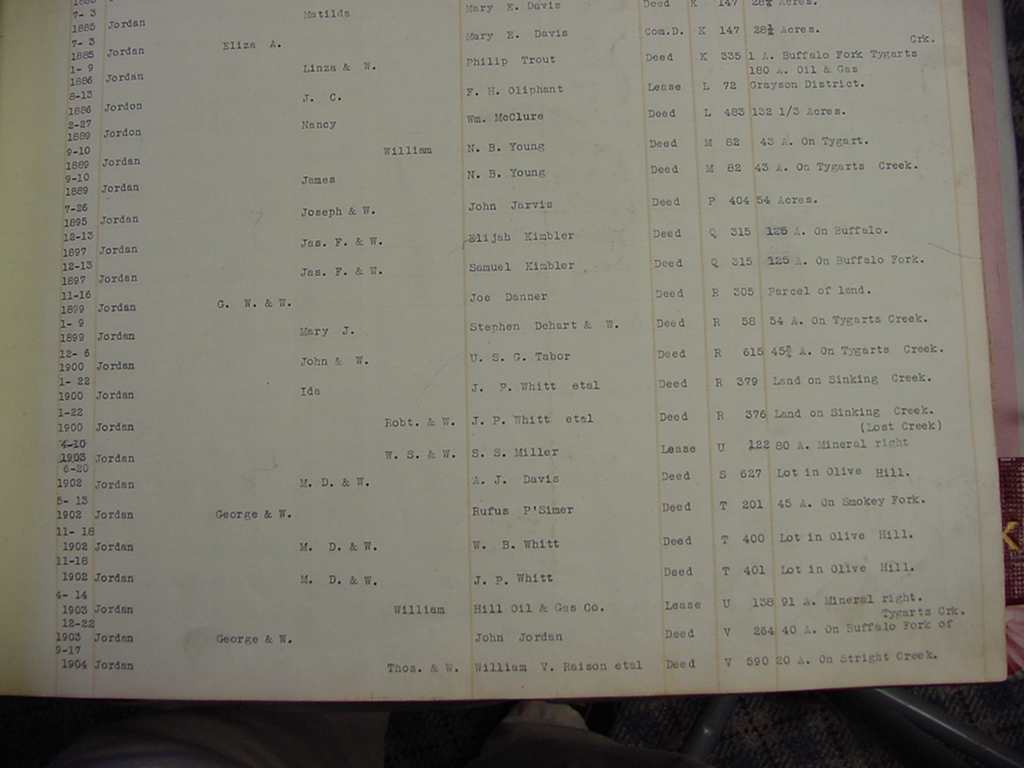 1885 Jordan Matilda Mary E. Davis Deed K 147 28¼ Acres.
7- 3
1885 Jordan Eliza A. Mary E. Davis Com.D. K 147 28¼ Acres.
7- 3
1885 Jordan Linza & W. Philip Trout Deed K 335 1 A. Buffalo Fork Tygarts Crk.
1- 9
1886 Jordan J. C. F. H. Oliphant Lease L 72 180 A. Oil & Gas
Grayson District.
8-13
1886 Jordon Nancy Wm. McClure Deed L 483 132 1/3 Acres.
2-27
1889 Jordon William N. B. Young Deed M 82 43 A. On Tygart.
9-10
1889 Jordan James N. B. Young Deed M 82 43 A. On Tygarts Creek.
9-10
1889 Jordan Joseph & W. John Jarvis Deed P 404 54 Acres.
7-26
1895 Jordan Jas. F. & W. Elijah Kimbler Deed Q 315 125 A. On Buffalo.
12-13
1897 Jordan Jas. F. & W. Samuel Kimbler Deed Q 315 125 A. On Buffalo Fork.
12-13
1897 Jordan G. W. & W. Joe Danner Deed R 305 Parcel of land.
11-16
1899 Jordan Mary J. Stephen Dehart & W. Deed R 58 54 A. On Tygarts Creek.
1- 9
1899 Jordan John & W. U. S. G. Tabor Deed R 615 45 A. On Tygarts Creek.
12- 6
1900 Jordan Ida J. P. Whitt etal Deed R 379 Land on Sinking Creek.
1- 22
1900 Jordan Robt. & W. J. P. Whitt etal Deed R 376 Land on Sinking Creek.
(Lost Creek)
1-22
1900 Jordan W. S. & W. S. S. Miller Lease U 122 80 A. Mineral right
4-10
1903 Jordan M. D. & W. A. J. Davis Deed S 627 Lot in Olive Hill.
6-20
1902 Jordan George & W. Rufus P'Simer Deed T 201 45 A. On Smokey Fork.
5- 13
1902 Jordan M. D. & W. W. B. Whitt Deed T 400 Lot in Olive Hill.
11- 18
1902 Jordan M. D. & W. J. P. Whitt Deed T 401 Lot in Olive Hill.
11-18
1902 Jordan William Hill Oil & Gas Co. Lease U 138 91 A. Mineral right.
4- 14
1903 Jordan George & W. John Jordan Deed V 264 40 A. On Buffalo Fork of Tygarts Crk.
12-22
1903 Jordan Thos. & W. William V. Raison etal Deed V 590 20 A. On Stright Creek.
9-17
1904 Jordan